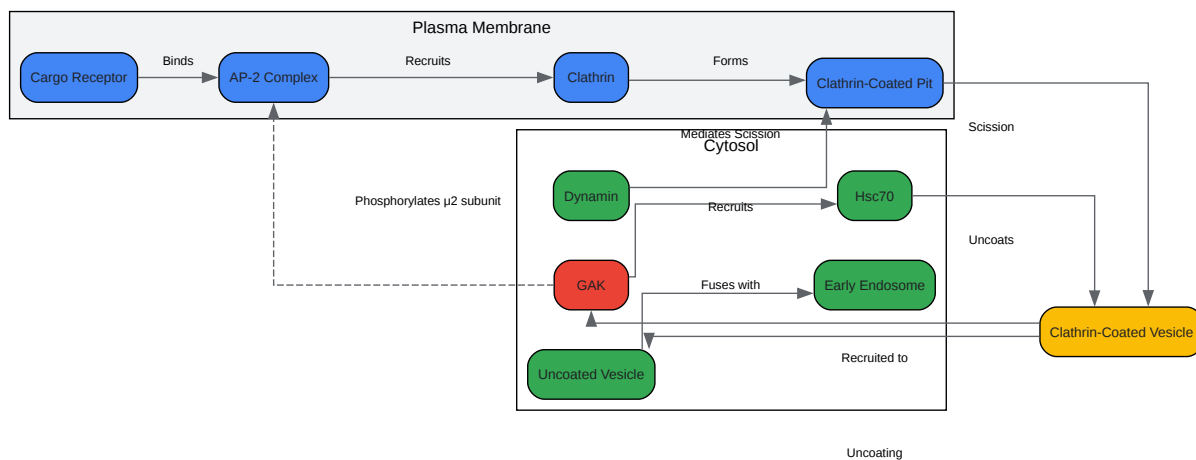 Plasma Membrane
Cargo Receptor
Binds
AP-2 Complex
Recruits
Clathrin
Forms
Clathrin-Coated Pit
Scission
Mediates Scission
Cytosol
Dynamin
Phosphorylates μ2 subunit
Recruits
Hsc70
Uncoats
GAK
Fuses with
Early Endosome
Clathrin-Coated Vesicle
Recruited to
Uncoated Vesicle
Uncoating